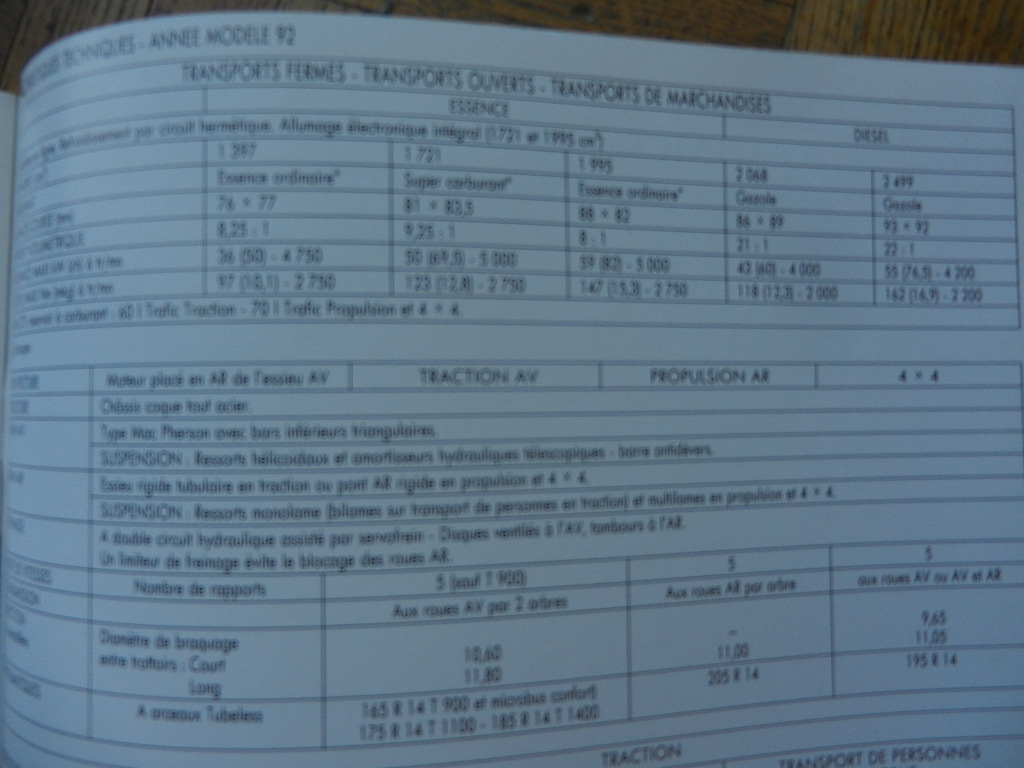 TECHNIQUES - ANNEE MODELE 92
TRANSPORTS FERMES - TRANSPORTS OUVERTS - TRANSPORTS DE MARCHANDISES
ESSENCE DIESEL
par circuit hermétique. Allumage électronique intégral (1721 et 1995 cm³)
1 397 1 721 1 995 2 068 2 499
Essence ordinaire* Super carburant* Essence ordinaire* Gazole Gazole
76 × 77 81 × 83,5 88 × 82 86 × 89 93 × 92
8,25 : 1 9,25 : 1 8 : 1 21 : 1 22 : 1
36 (50) - 4 750 50 (69,5) - 5 000 59 (82) - 5 000 43 (60) - 4 000 55 (76,5) - 4 200
97 (10,1) - 2 750 123 (12,8) - 2 750 147 (15,3) - 2 750 118 (12,3) - 2 000 162 (16,9) - 2 200
à carburant : 60 l Trafic Traction - 70 l Trafic Propulsion et 4 × 4.
Moteur placé en AR de l'essieu AV TRACTION AV PROPULSION AR 4 × 4
Châssis coque tout acier.
Type Mac Pherson avec bras inférieurs triangulaires.
SUSPENSION : Ressorts hélicoïdaux et amortisseurs hydrauliques télescopiques - barre antidévers.
Essieu rigide tubulaire en traction ou pont AR rigide en propulsion et 4 × 4.
SUSPENSION : Ressorts monolame (bilames sur transport de personnes en traction) et multilames en propulsion et 4 × 4.
A double circuit hydraulique assisté par servofrein - Disques ventilés à l'AV, tambours à l'AR.
Un limiteur de freinage évite le blocage des roues AR.
Nombre de rapports 5 (sauf T 900) 5 5
Aux roues AV par 2 arbres Aux roues AR par arbre aux roues AV ou AV et AR
Diamètre de braquage 9,65
entre trottoirs : Court 10,60 – 11,05
Long 11,80 11,00
A arceaux Tubeless 165 R 14 T 900 et microbus confort 205 R 14 195 R 14
175 R 14 T 1100 - 185 R 14 T 1400
TRACTION TRANSPORT DE PERSONNES